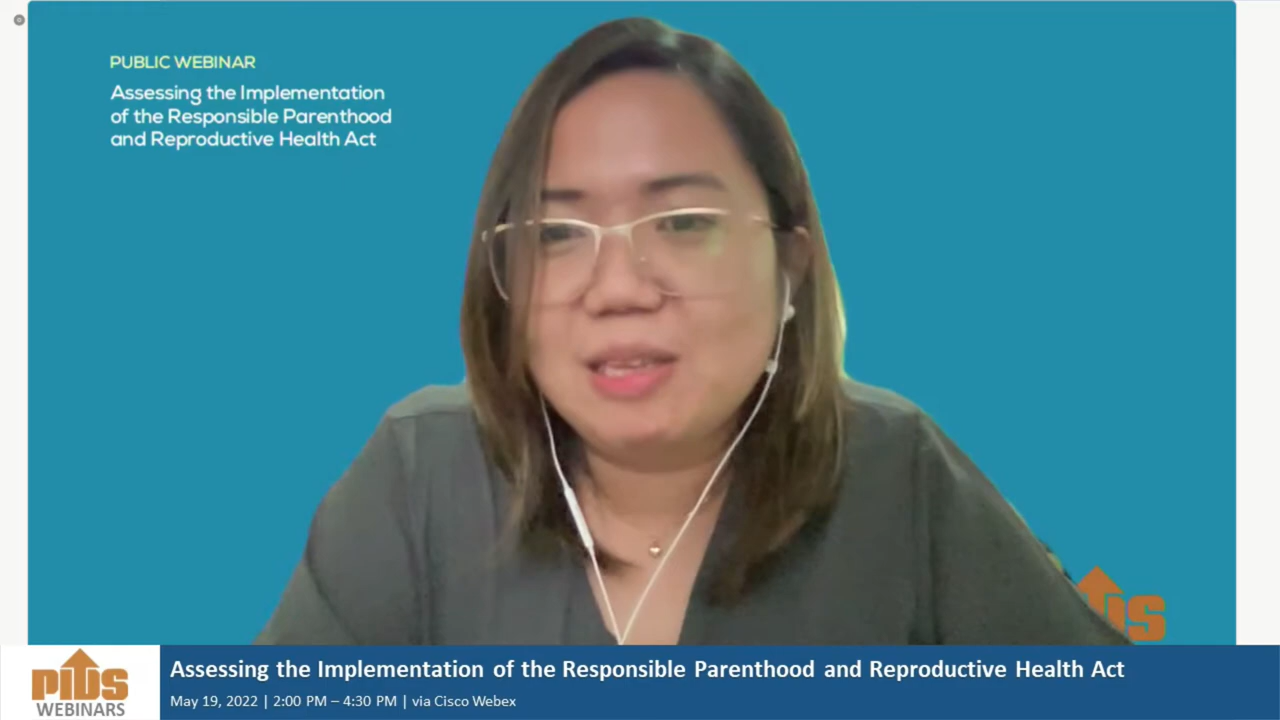 PUBLIC WEBINAR
Assessing the Implementation
of the Responsible Parenthood
and Reproductive Health Act
PIDS
WEBINARS
Assessing the Implementation of the Responsible Parenthood and Reproductive Health Act
May 19, 2022 | 2:00 PM – 4:30 PM | via Cisco Webex